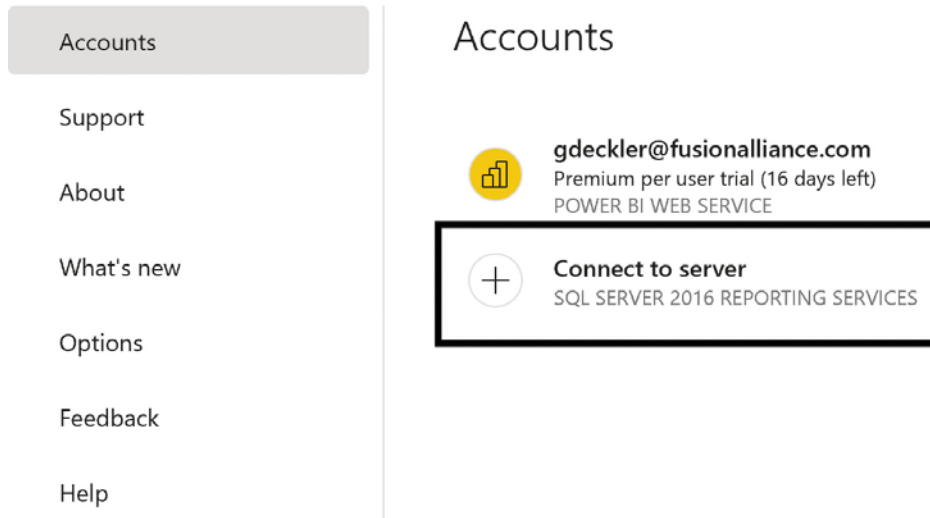 Accounts
Support
About
What's new
Options
Feedback
Help
Accounts
gdeckler@fusionalliance.com
Premium per user trial (16 days left)
POWER BI WEB SERVICE
Connect to server
SQL SERVER 2016 REPORTING SERVICES